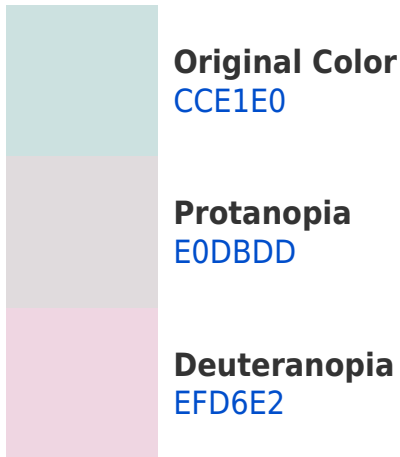 Original Color
CCE1E0
Protanopia
E0DBDD
Deuteranopia
EFD6E2